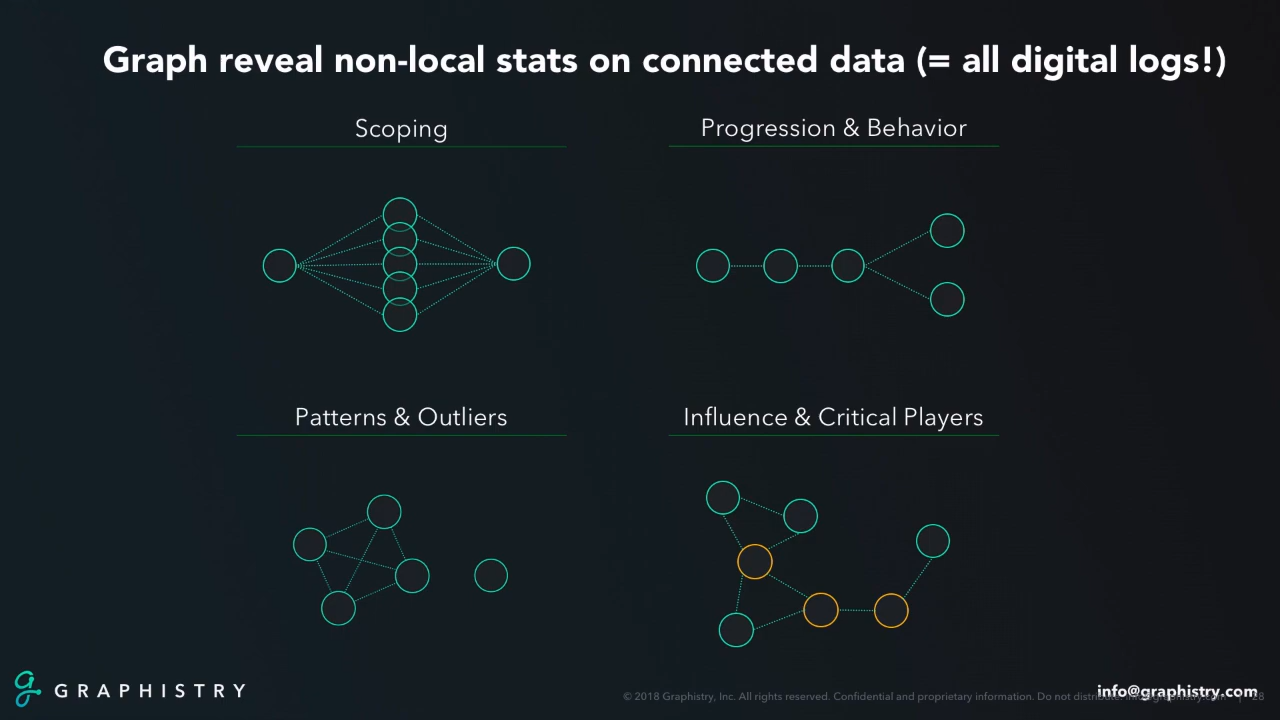 Graph reveal non-local stats on connected data (= all digital logs!)
Scoping
Progression & Behavior
Patterns & Outliers
Influence & Critical Players
GRAPHISTRY
© 2018 Graphistry, Inc. All rights reserved. Confidential and proprietary information. Do not distribute
info@graphistry.com
| 28